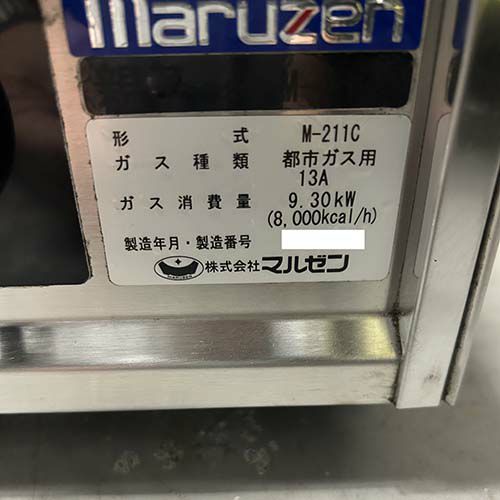 maruzen
形 式 M-211C
ガス種類 都市ガス用
13A
ガス消費量 9.30kW
(8,000kcal/h)
製造年月・製造番号
株式会社マルゼン